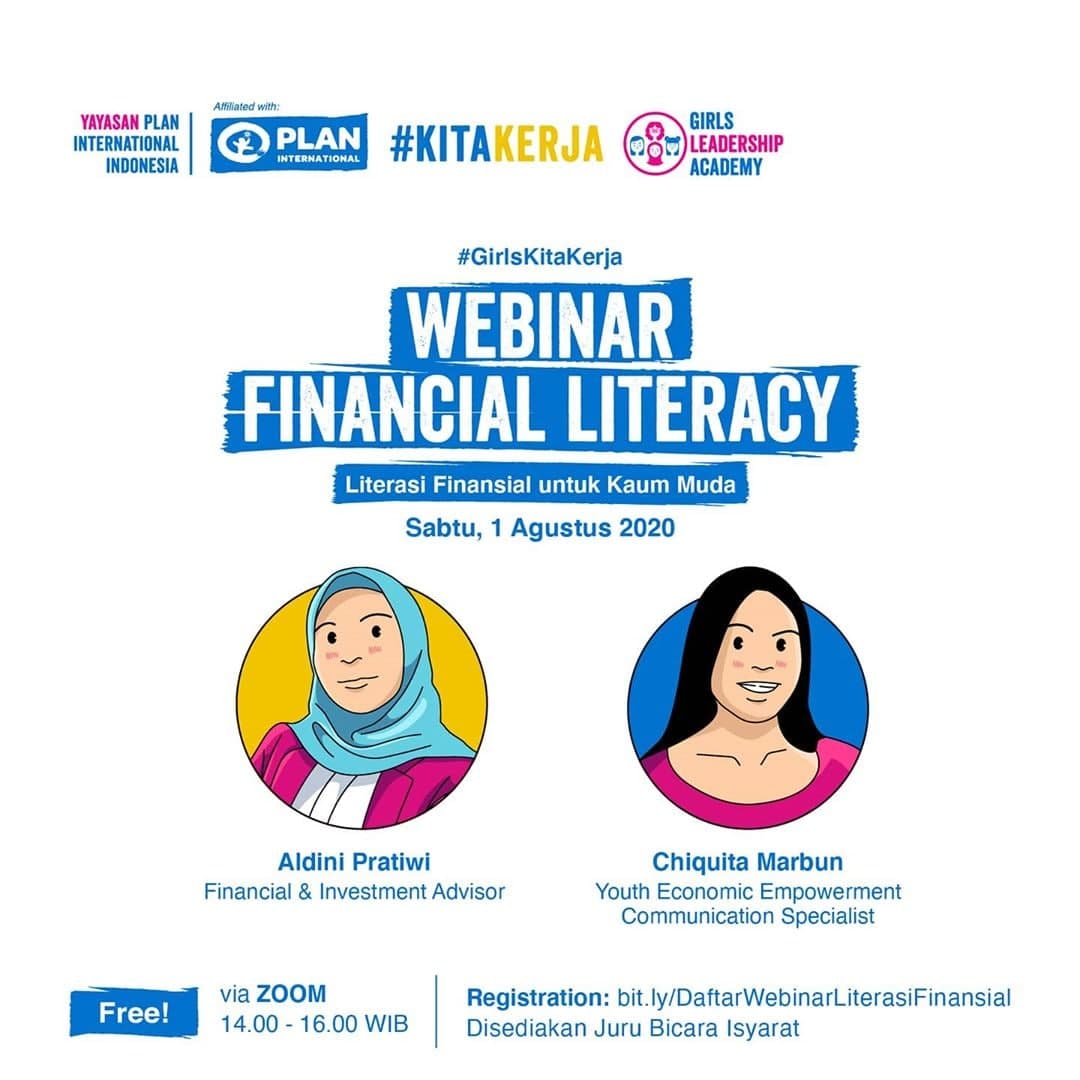 YAYASAN PLAN
INTERNATIONAL
INDONESIA
Affiliated with:
PLAN
INTERNATIONAL
#KITAKERJA
GIRLS
LEADERSHIP
ACADEMY
#GirlsKitaKerja
WEBINAR
FINANCIAL LITERACY
Literasi Finansial untuk Kaum Muda
Sabtu, 1 Agustus 2020
Aldini Pratiwi
Financial & Investment Advisor
Chiquita Marbun
Youth Economic Empowerment
Communication Specialist
Free!
via ZOOM
14.00 - 16.00 WIB
Registration: bit.ly/DaftarWebinarLiterasiFinansial
Disediakan Juru Bicara Isyarat